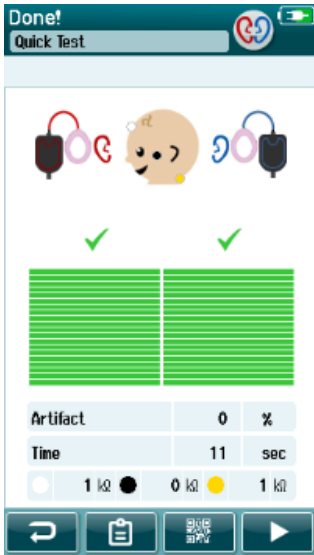 Done!
Quick Test
Artifact 0 %
Time 11 sec
1 kΩ 0 kΩ 1 kΩ